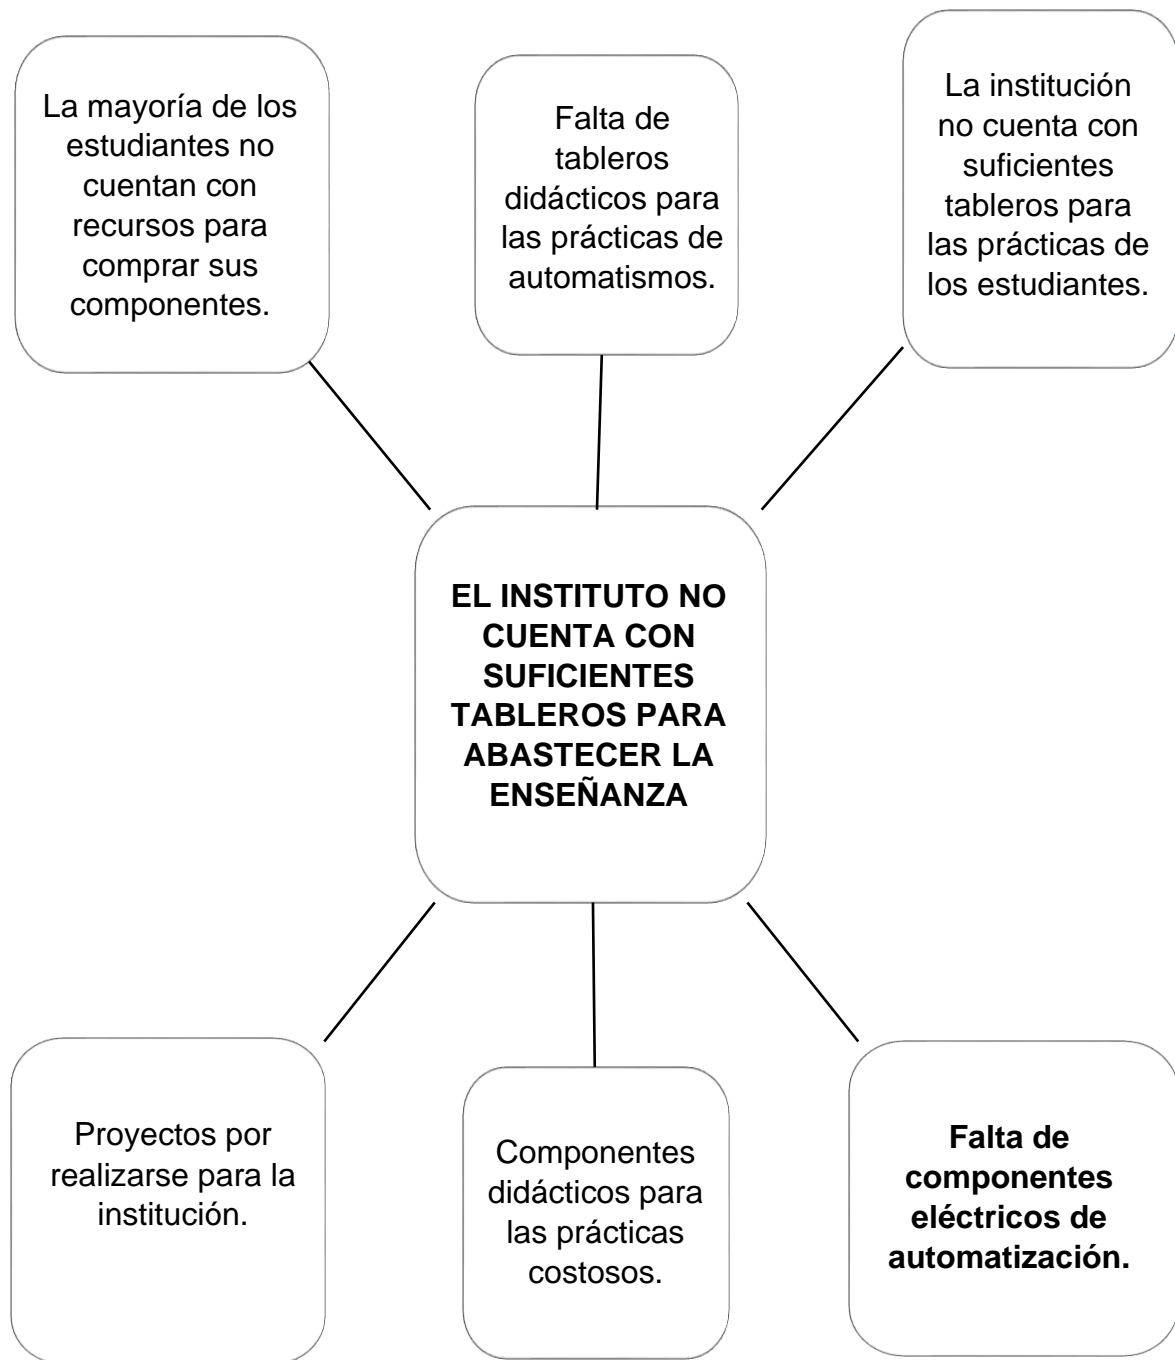 La mayoría de los
estudiantes no
cuentan con
recursos para
comprar sus
componentes.
Falta de
tableros
didácticos para
las prácticas de
automatismos.
La institución
no cuenta con
suficientes
tableros para
las prácticas de
los estudiantes.
EL INSTITUTO NO
CUENTA CON
SUFICIENTES
TABLEROS PARA
ABASTECER LA
ENSEÑANZA
Proyectos por
realizarse para la
institución.
Componentes
didácticos para
las prácticas
costosos.
Falta de
componentes
eléctricos de
automatización.